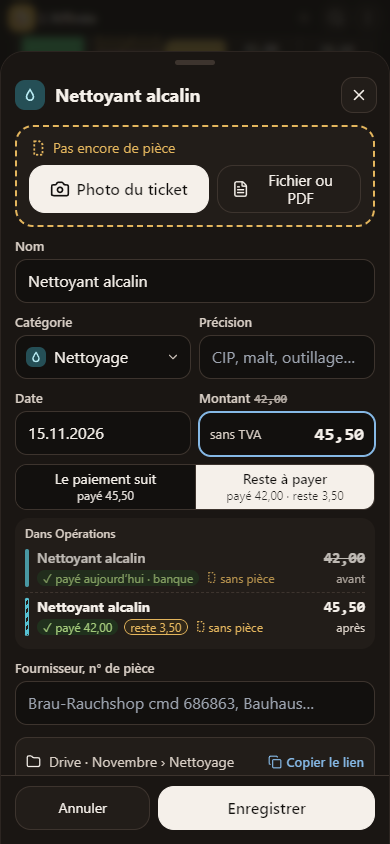 Nettoyant alcalin
Pas encore de pièce
Photo du ticket
Fichier ou
PDF
Nom
Nettoyant alcalin
Catégorie
Précision
Nettoyage
CIP, malt, outillage...
Date
Montant 42,00
15.11.2026
sans TVA 45,50
Le paiement suit
payé 45,50
Reste à payer
payé 42,00 · reste 3,50
Dans Opérations
Nettoyant alcalin 42,00
✓ payé aujourd'hui · banque sans pièce avant
Nettoyant alcalin 45,50
✓ payé 42,00 reste 3,50 sans pièce après
Fournisseur, n° de pièce
Brau-Rauchshop cmd 686863, Bauhaus...
Drive · Novembre › Nettoyage Copier le lien
Annuler
Enregistrer